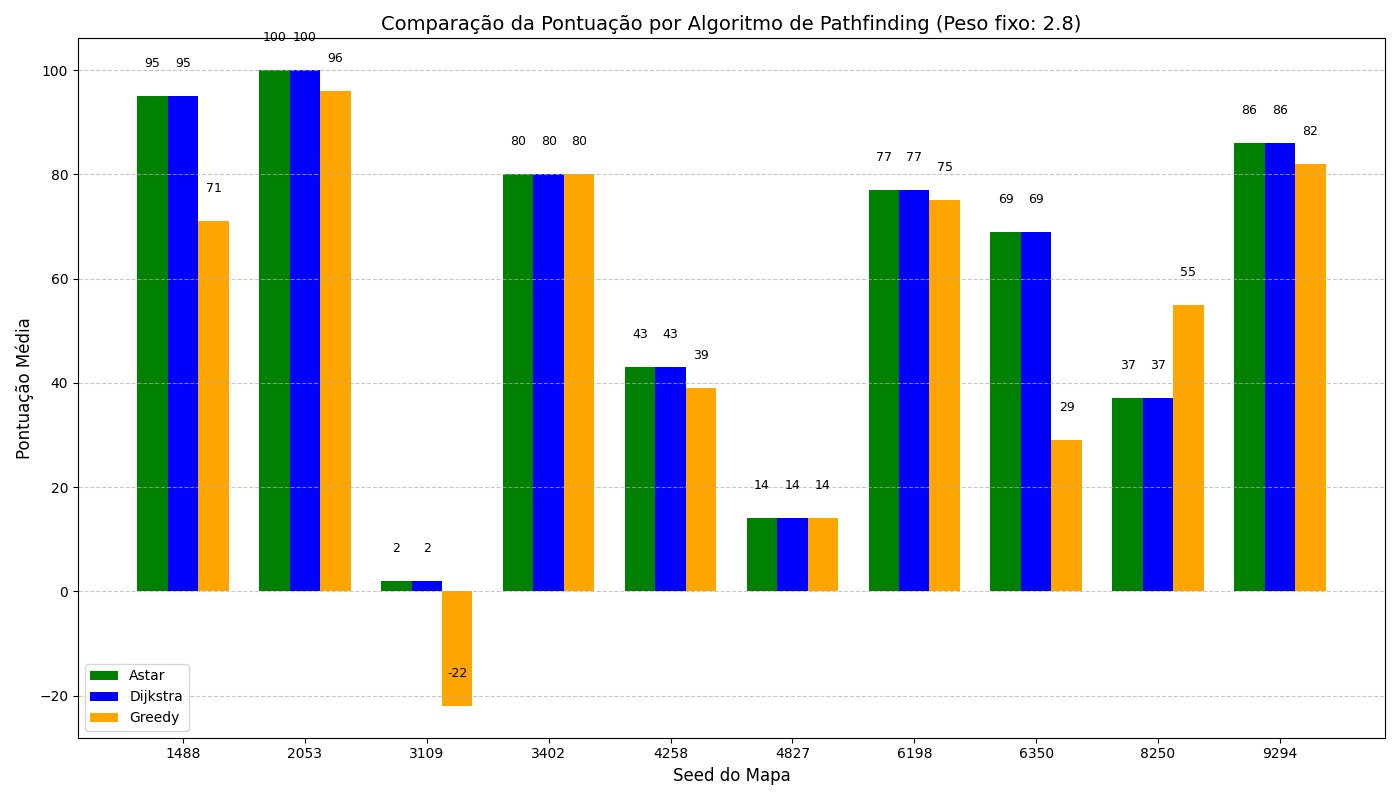 Comparação da Pontuação por Algoritmo de Pathfinding (Peso fixo: 2.8)
Pontuação Média
100
80
60
40
20
0
−20
95 95 71
100 100 96
2 2 -22
80 80 80
43 43 39
14 14 14
77 77 75
69 69 29
37 37 55
86 86 82
Astar
Dijkstra
Greedy
1488 2053 3109 3402 4258 4827 6198 6350 8250 9294
Seed do Mapa